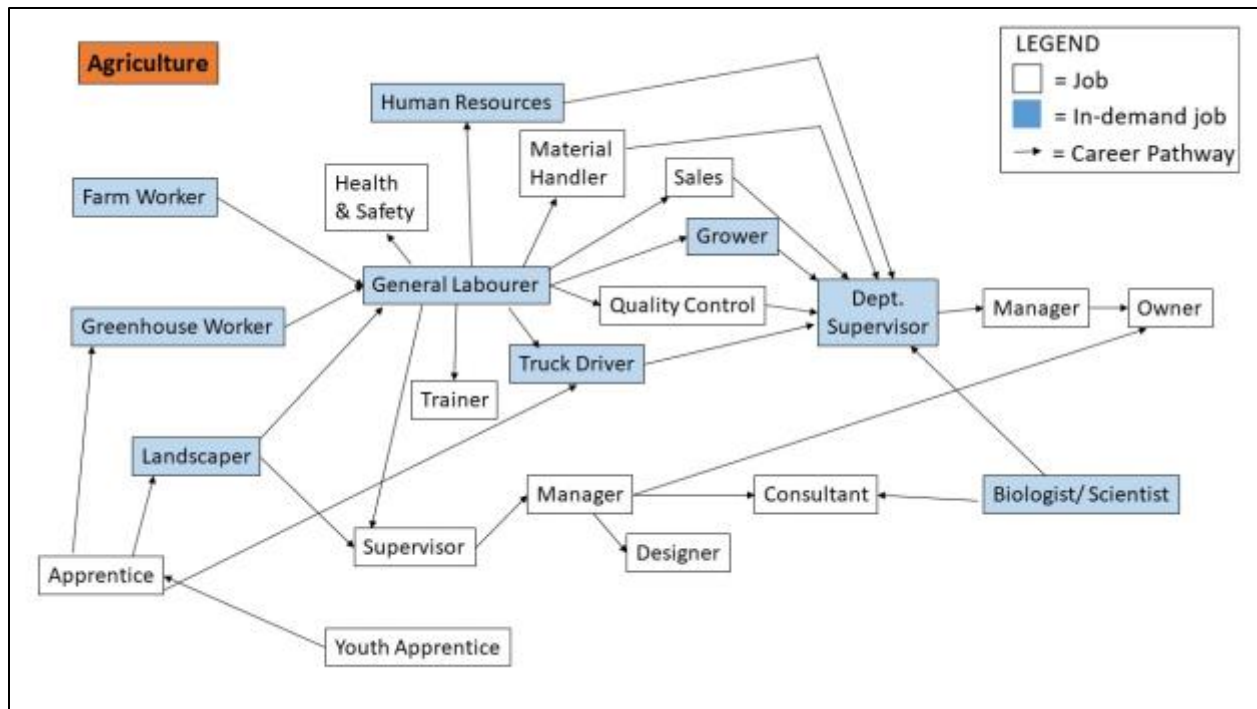 Agriculture
LEGEND
= Job
= In-demand job
= Career Pathway
Human Resources
Material
Handler
Sales
Health
& Safety
Farm Worker
Grower
General Labourer
Quality Control
Dept.
Supervisor
Manager
Owner
Greenhouse Worker
Truck Driver
Trainer
Landscaper
Manager
Consultant
Biologist/ Scientist
Supervisor
Designer
Apprentice
Youth Apprentice